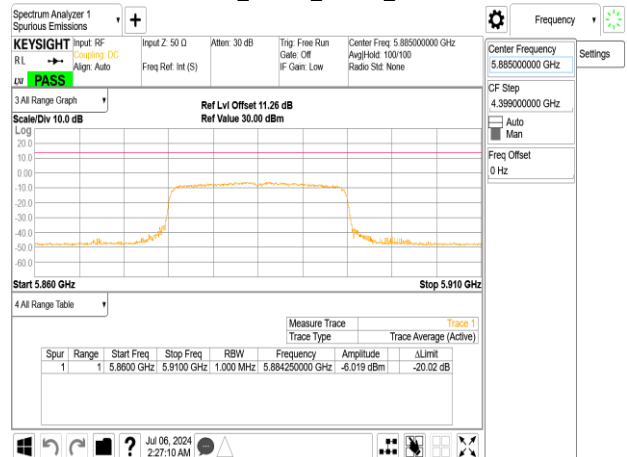 Spectrum Analyzer 1
Spurious Emissions
Frequency
KEYSIGHT
Input: RF
Coupling: DC
Align: Auto
Input Z: 50 Ω
Freq Ref: Int (S)
Atten: 30 dB
Trig: Free Run
Gate: Off
IF Gain: Low
Center Freq: 5.885000000 GHz
Avg|Hold: 100/100
Radio Std: None
RL
LXI
PASS
Center Frequency
5.885000000 GHz
Settings
CF Step
4.399000000 GHz
Auto
Man
Freq Offset
0 Hz
3 All Range Graph
Ref Lvl Offset 11.26 dB
Scale/Div 10.0 dB
Ref Value 30.00 dBm
Log
20.0
10.0
0.00
-10.0
-20.0
-30.0
-40.0
-50.0
-60.0
Start 5.860 GHz
Stop 5.910 GHz
4 All Range Table
Measure Trace Trace 1
Trace Type Trace Average (Active)
Spur Range Start Freq Stop Freq RBW Frequency Amplitude ΔLimit
1 1 5.8600 GHz 5.9100 GHz 1.000 MHz 5.884250000 GHz -6.019 dBm -20.02 dB
?
Jul 06, 2024
2:27:10 AM